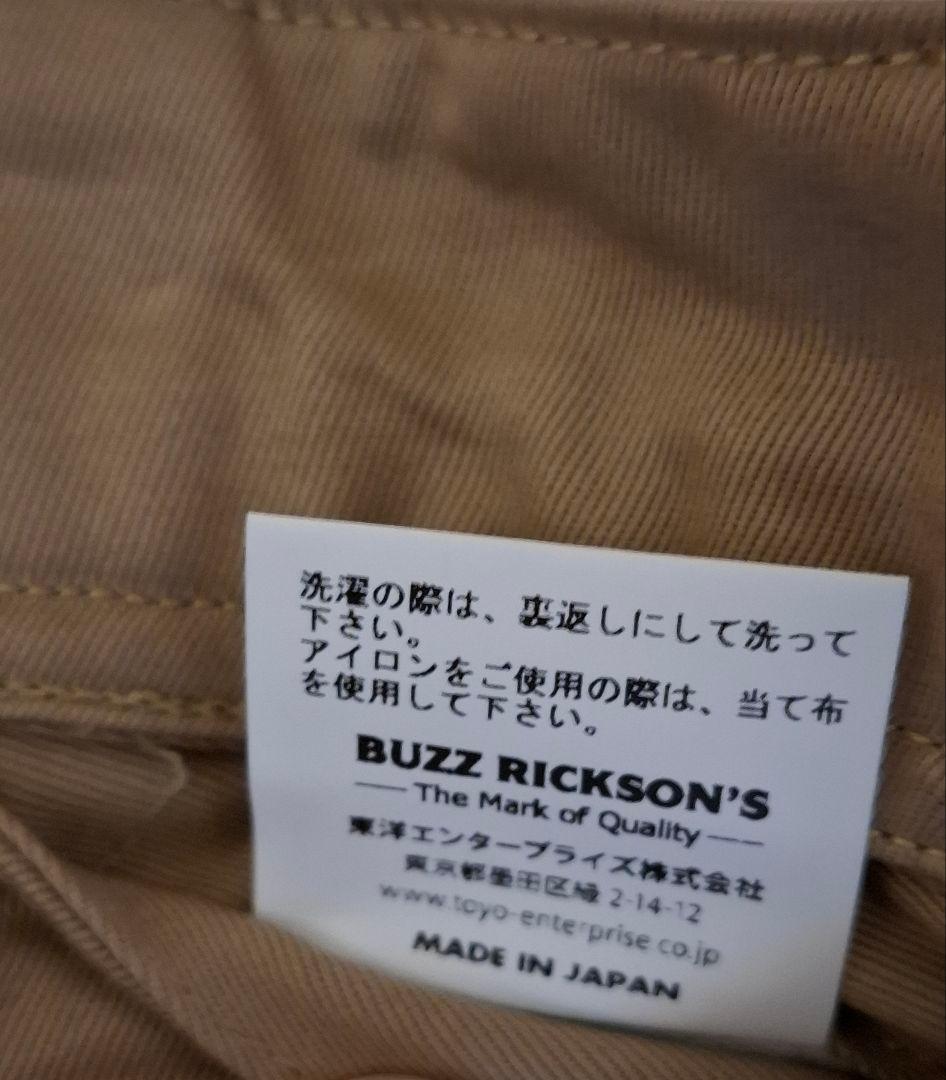 洗濯の際は、裏返しにして洗って
下さい。
アイロンをご使用の際は、当て布
を使用して下さい。
BUZZ RICKSON'S
The Mark of Quality
東洋エンタープライズ株式会社
東京都墨田区緑 2-14-12
www.toyo-enterprise.co.jp
MADE IN JAPAN